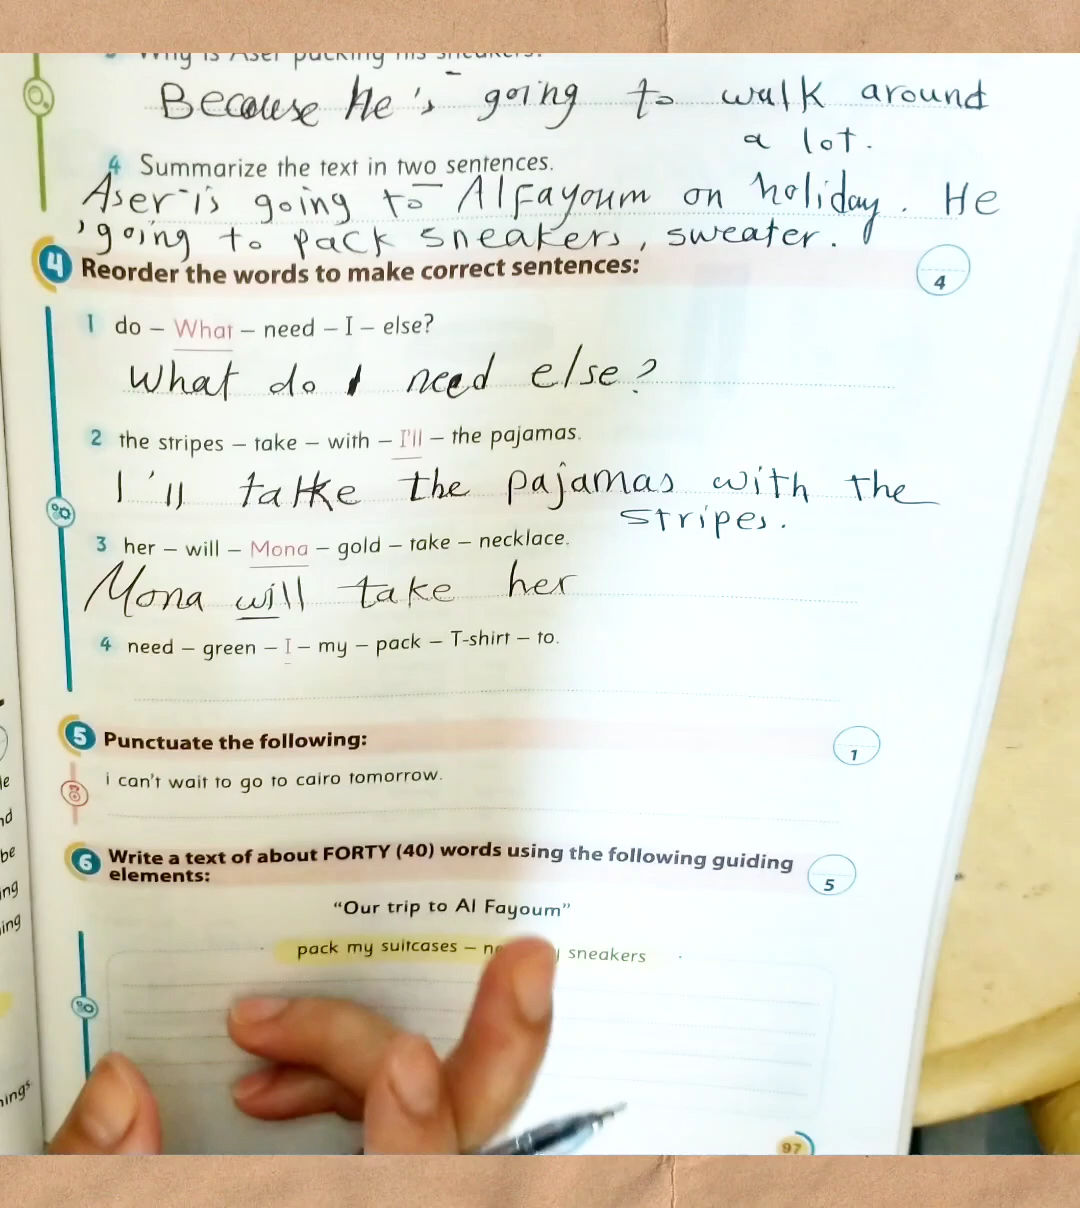 Why is Aser packing his sneakers?
Because He's going to walk around
a lot.
4 Summarize the text in two sentences.
Aser is going to AlFayoum on holiday. He
'going to pack sneakers, sweater.
4 Reorder the words to make correct sentences:
4
1 do – What – need – I – else?
What do I need else?
2 the stripes – take – with – I'll – the pajamas.
I'll take the pajamas with the
stripes.
3 her – will – Mona – gold – take – necklace.
Mona will take her
4 need – green – I – my – pack – T-shirt – to.
5 Punctuate the following:
1
i can't wait to go to cairo tomorrow.
6 Write a text of about FORTY (40) words using the following guiding
elements:
5
"Our trip to Al Fayoum"
pack my suitcases – sneakers
97